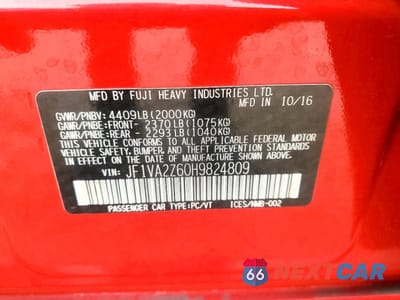 MFD BY FUJI HEAVY INDUSTRIES LTD.
10/16
GVWR/PNBV: 4409LB(2000KG)
GAWR/PNBE:FRONT- 2370LB(1075KG)
GAWR/PNBE:REAR - 2293LB(1040KG)
THIS VEHICLE CONFORMS TO ALL APPLICABLE FEDERAL MOTOR
VEHICLE SAFETY, BUMPER, AND THEFT PREVENTION STANDARDS
IN EFFECT ON THE DATE OF MANUFACTURE SHOWN ABOVE.
VIN: JF1VA2Z60H9824809
PASSENGER CAR TYPE:PC/VT ICES/NMB-002
66 NEXTCAR